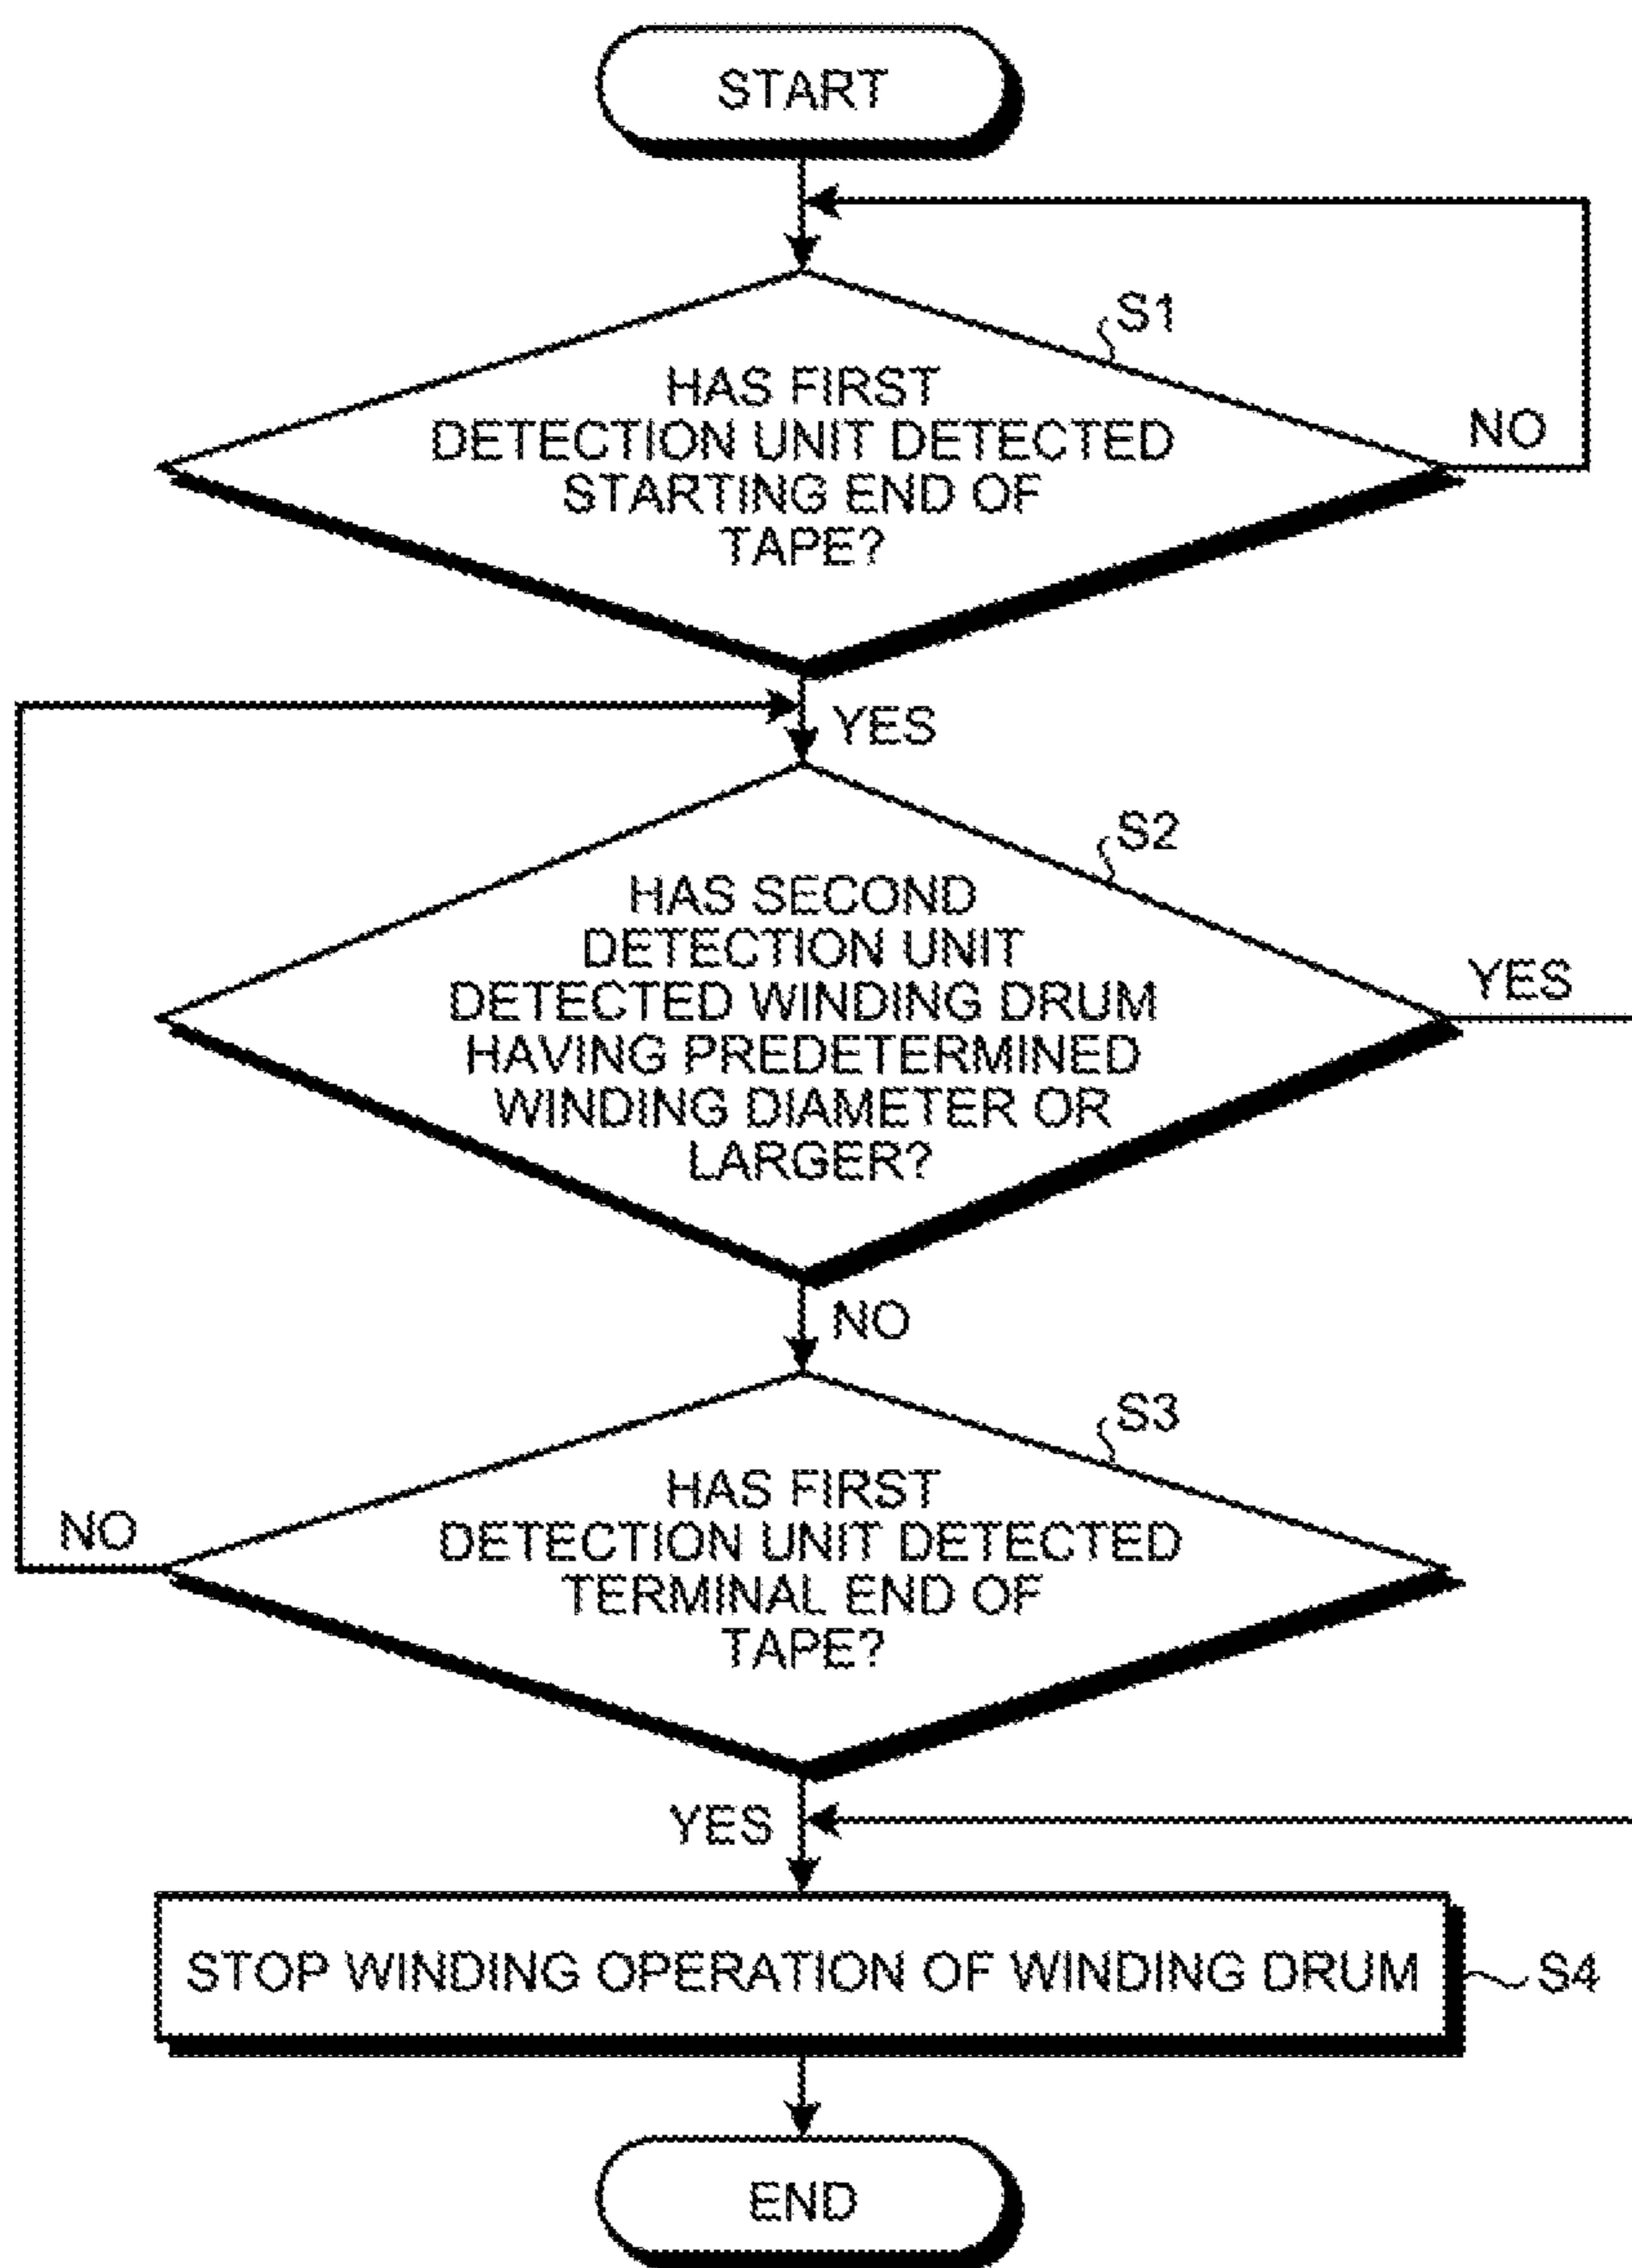 START
S1
HAS FIRST
DETECTION UNIT DETECTED
STARTING END OF
TAPE?
NO
YES
S2
HAS SECOND
DETECTION UNIT
DETECTED WINDING DRUM
HAVING PREDETERMINED
WINDING DIAMETER OR
LARGER?
YES
NO
S3
HAS FIRST
DETECTION UNIT DETECTED
TERMINAL END OF
TAPE?
NO
YES
STOP WINDING OPERATION OF WINDING DRUM
S4
END